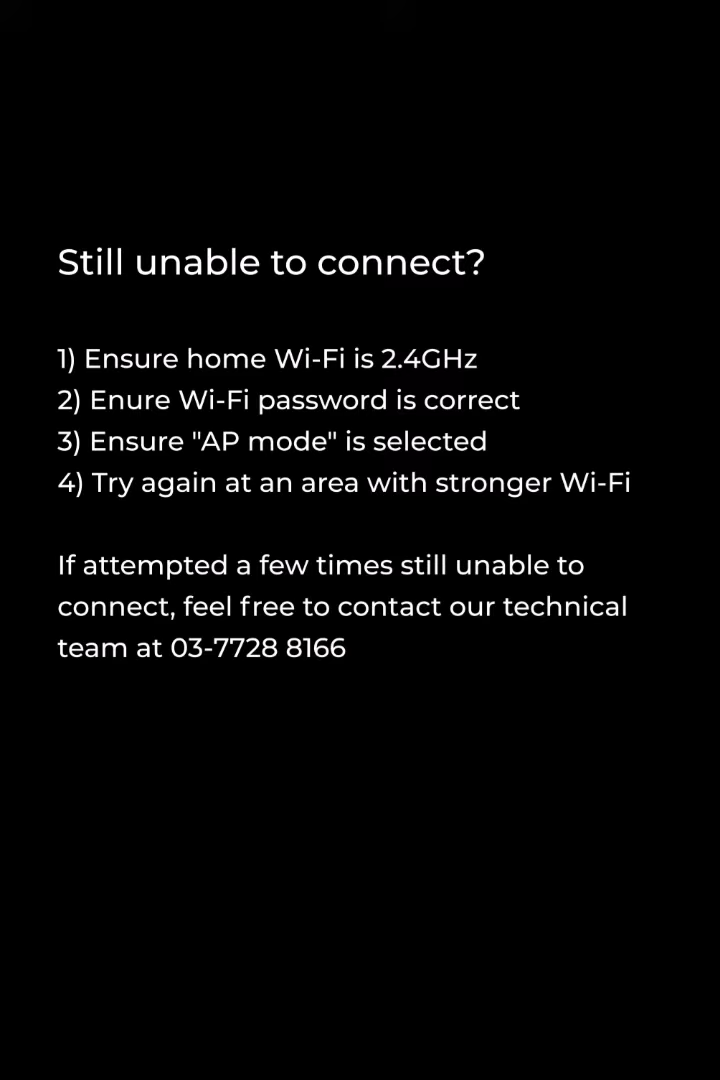 Still unable to connect?
1) Ensure home Wi-Fi is 2.4GHz
2) Enure Wi-Fi password is correct
3) Ensure "AP mode" is selected
4) Try again at an area with stronger Wi-Fi
If attempted a few times still unable to
connect, feel free to contact our technical
team at 03-7728 8166